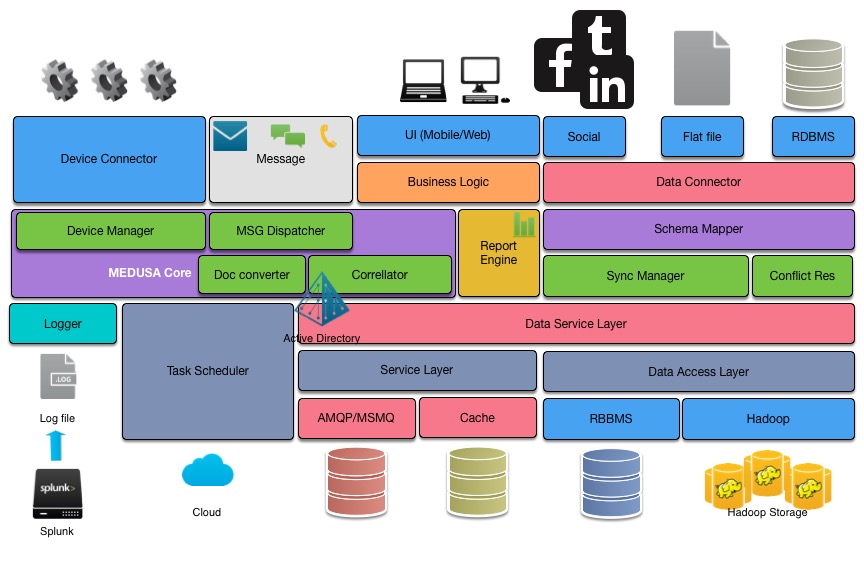 f
t
in
Device Connector
Message
UI (Mobile/Web)
Social
Flat file
RDBMS
Business Logic
Data Connector
Device Manager
MSG Dispatcher
Report
Engine
Schema Mapper
MEDUSA Core
Doc converter
Correllator
Sync Manager
Conflict Res
Logger
Active Directory
Data Service Layer
Task Scheduler
Service Layer
Data Access Layer
.LOG
Log file
AMQP/MSMQ
Cache
RBBMS
Hadoop
splunk>
Splunk
Cloud
Hadoop Storage